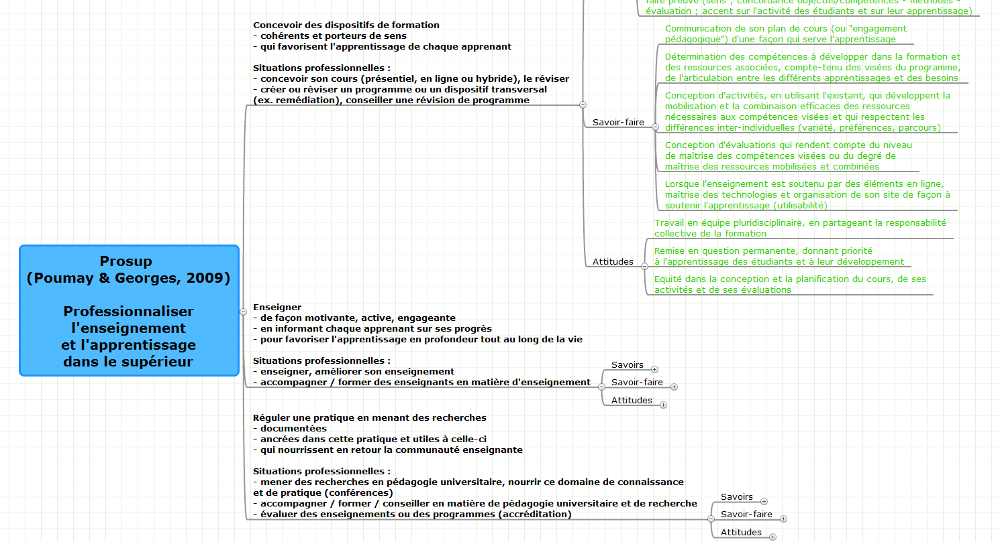 Prosup
(Poumay & Georges, 2009)
Professionnaliser
l'enseignement
et l'apprentissage
dans le supérieur
Concevoir des dispositifs de formation
- cohérents et porteurs de sens
- qui favorisent l'apprentissage de chaque apprenant
Situations professionnelles :
- concevoir son cours (présentiel, en ligne ou hybride), le réviser
- créer ou réviser un programme ou un dispositif transversal
(ex. remédiation), conseiller une révision de programme
faire preuve (sens ; concordance objectifs/compétences - méthodes -
évaluation ; accent sur l'activité des étudiants et sur leur apprentissage)
Savoir-faire
Communication de son plan de cours (ou "engagement
pédagogique") d'une façon qui serve l'apprentissage
Détermination des compétences à développer dans la formation et
des ressources associées, compte-tenu des visées du programme,
de l'articulation entre les différents apprentissages et des besoins
Conception d'activités, en utilisant l'existant, qui développent la
mobilisation et la combinaison efficaces des ressources
nécessaires aux compétences visées et qui respectent les
différences inter-individuelles (variété, préférences, parcours)
Conception d'évaluations qui rendent compte du niveau
de maîtrise des compétences visées ou du degré de
maîtrise des ressources mobilisées et combinées
Lorsque l'enseignement est soutenu par des éléments en ligne,
maîtrise des technologies et organisation de son site de façon à
soutenir l'apprentissage (utilisabilité)
Attitudes
Travail en équipe pluridisciplinaire, en partageant la responsabilité
collective de la formation
Remise en question permanente, donnant priorité
à l'apprentissage des étudiants et à leur développement
Equité dans la conception et la planification du cours, de ses
activités et de ses évaluations
Enseigner
- de façon motivante, active, engageante
- en informant chaque apprenant sur ses progrès
- pour favoriser l'apprentissage en profondeur tout au long de la vie
Situations professionnelles :
- enseigner, améliorer son enseignement
- accompagner / former des enseignants en matière d'enseignement
Savoirs
Savoir-faire
Attitudes
Réguler une pratique en menant des recherches
- documentées
- ancrées dans cette pratique et utiles à celle-ci
- qui nourrissent en retour la communauté enseignante
Situations professionnelles :
- mener des recherches en pédagogie universitaire, nourrir ce domaine de connaissance
et de pratique (conférences)
- accompagner / former / conseiller en matière de pédagogie universitaire et de recherche
- évaluer des enseignements ou des programmes (accréditation)
Savoirs
Savoir-faire
Attitudes